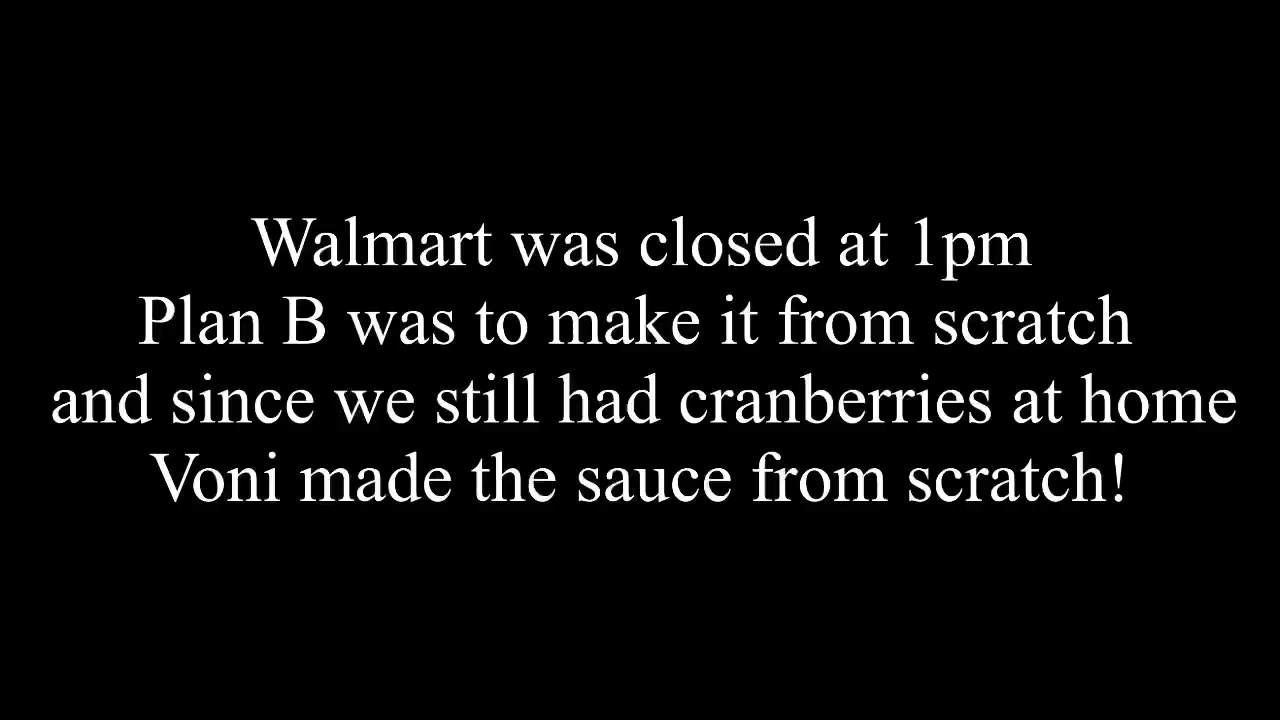 Walmart was closed at 1pm
Plan B was to make it from scratch
and since we still had cranberries at home
Voni made the sauce from scratch!